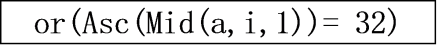 or(Asc(Mid(a,i,1))= 32)